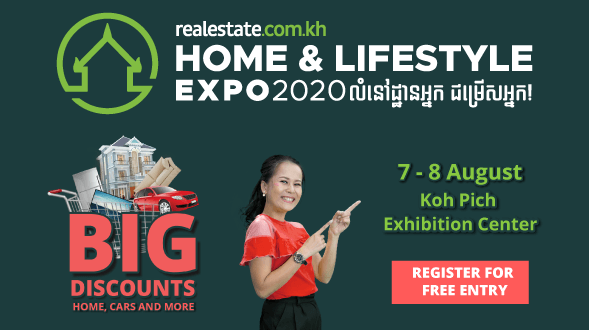 realestate.com.kh
HOME & LIFESTYLE
EXPO2020 លំនៅដ្ឋានអ្នក ជម្រើសអ្នក!
BIG
DISCOUNTS
HOME, CARS AND MORE
7 - 8 August
Koh Pich
Exhibition Center
REGISTER FOR
FREE ENTRY